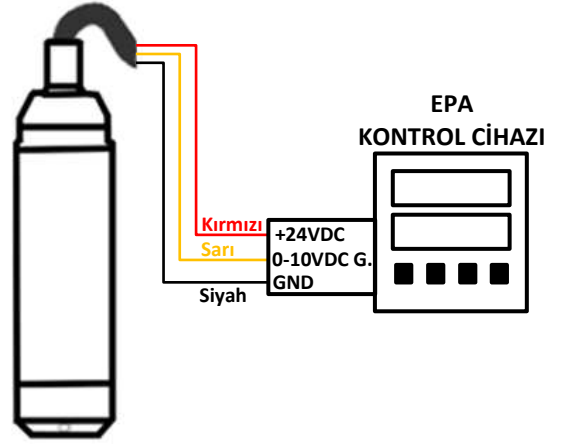 EPA
KONTROL CİHAZI
Kırmızı
+24VDC
Sarı
0-10VDC G.
GND
Siyah